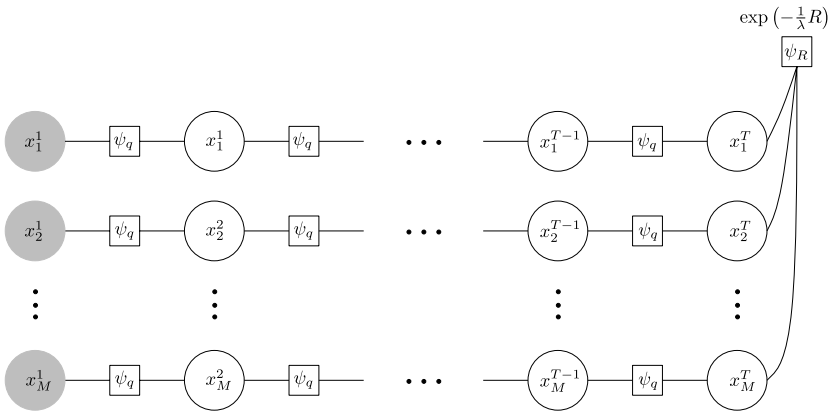 exp(−1/λ R)
ψ_R
x_1^1 ψ_q x_1^1 ψ_q ··· x_1^{T−1} ψ_q x_1^T
x_2^1 ψ_q x_2^2 ψ_q ··· x_2^{T−1} ψ_q x_2^T
x_M^1 ψ_q x_M^2 ψ_q ··· x_M^{T−1} ψ_q x_M^T